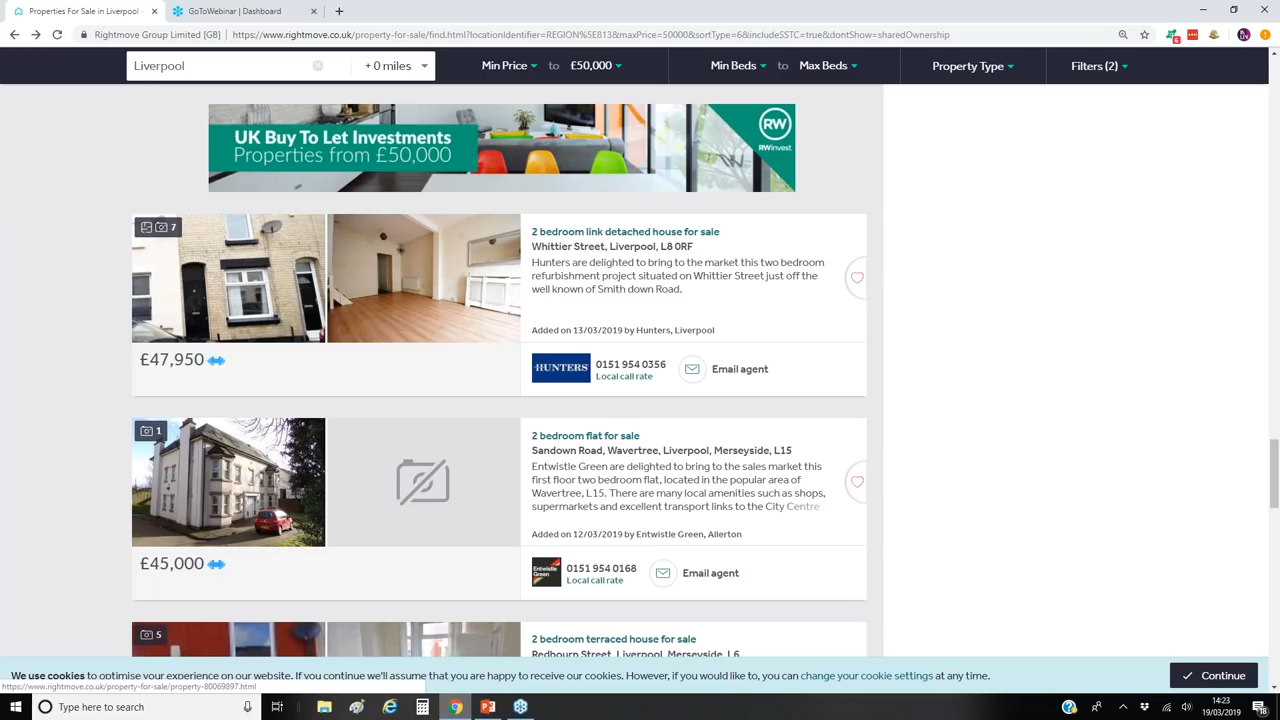 Properties For Sale in Liverpool
GoToWebinar | Dashboard
Rightmove Group Limited [GB] | https://www.rightmove.co.uk/property-for-sale/find.html?locationIdentifier=REGION%5E813&maxPrice=50000&sortType=6&includeSSTC=true&dontShow=sharedOwnership
6
Liverpool + 0 miles Min Price to £50,000 Min Beds to Max Beds Property Type Filters (2)
UK Buy To Let Investments
Properties from £50,000
RW
RWinvest
7
2 bedroom link detached house for sale
Whittier Street, Liverpool, L8 0RF
Hunters are delighted to bring to the market this two bedroom
refurbishment project situated on Whittier Street just off the
well known of Smith down Road.
Added on 13/03/2019 by Hunters, Liverpool
£47,950
HUNTERS
0151 954 0356
Local call rate
Email agent
1
2 bedroom flat for sale
Sandown Road, Wavertree, Liverpool, Merseyside, L15
Entwistle Green are delighted to bring to the sales market this
first floor two bedroom flat, located in the popular area of
Wavertree, L15. There are many local amenities such as shops,
supermarkets and excellent transport links to the City Centre
Added on 12/03/2019 by Entwistle Green, Allerton
£45,000
Entwistle
Green
0151 954 0168
Local call rate
Email agent
5
2 bedroom terraced house for sale
Redbourn Street, Liverpool, Merseyside, L6
We use cookies to optimise your experience on our website. If you continue we'll assume that you are happy to receive our cookies. However, if you would like to, you can change your cookie settings at any time.
Continue
https://www.rightmove.co.uk/property-for-sale/property-80069897.html
Type here to search
14:23
19/03/2019
18